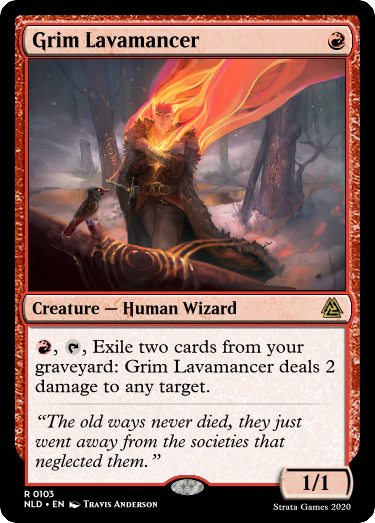 Grim Lavamancer
Creature — Human Wizard
, , Exile two cards from your
graveyard: Grim Lavamancer deals 2
damage to any target.
“The old ways never died, they just
went away from the societies that
neglected them.”
1/1
R 0103
NLD • EN Travis Anderson
Strata Games 2020